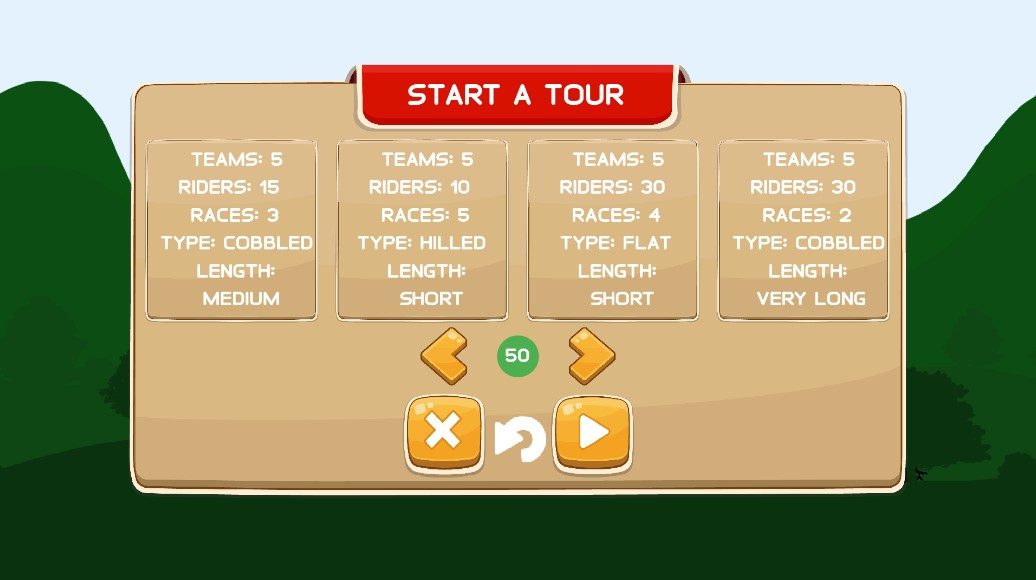 START A TOUR
TEAMS: 5
RIDERS: 15
RACES: 3
TYPE: COBBLED
LENGTH:
MEDIUM
TEAMS: 5
RIDERS: 10
RACES: 5
TYPE: HILLED
LENGTH:
SHORT
TEAMS: 5
RIDERS: 30
RACES: 4
TYPE: FLAT
LENGTH:
SHORT
TEAMS: 5
RIDERS: 30
RACES: 2
TYPE: COBBLED
LENGTH:
VERY LONG
50